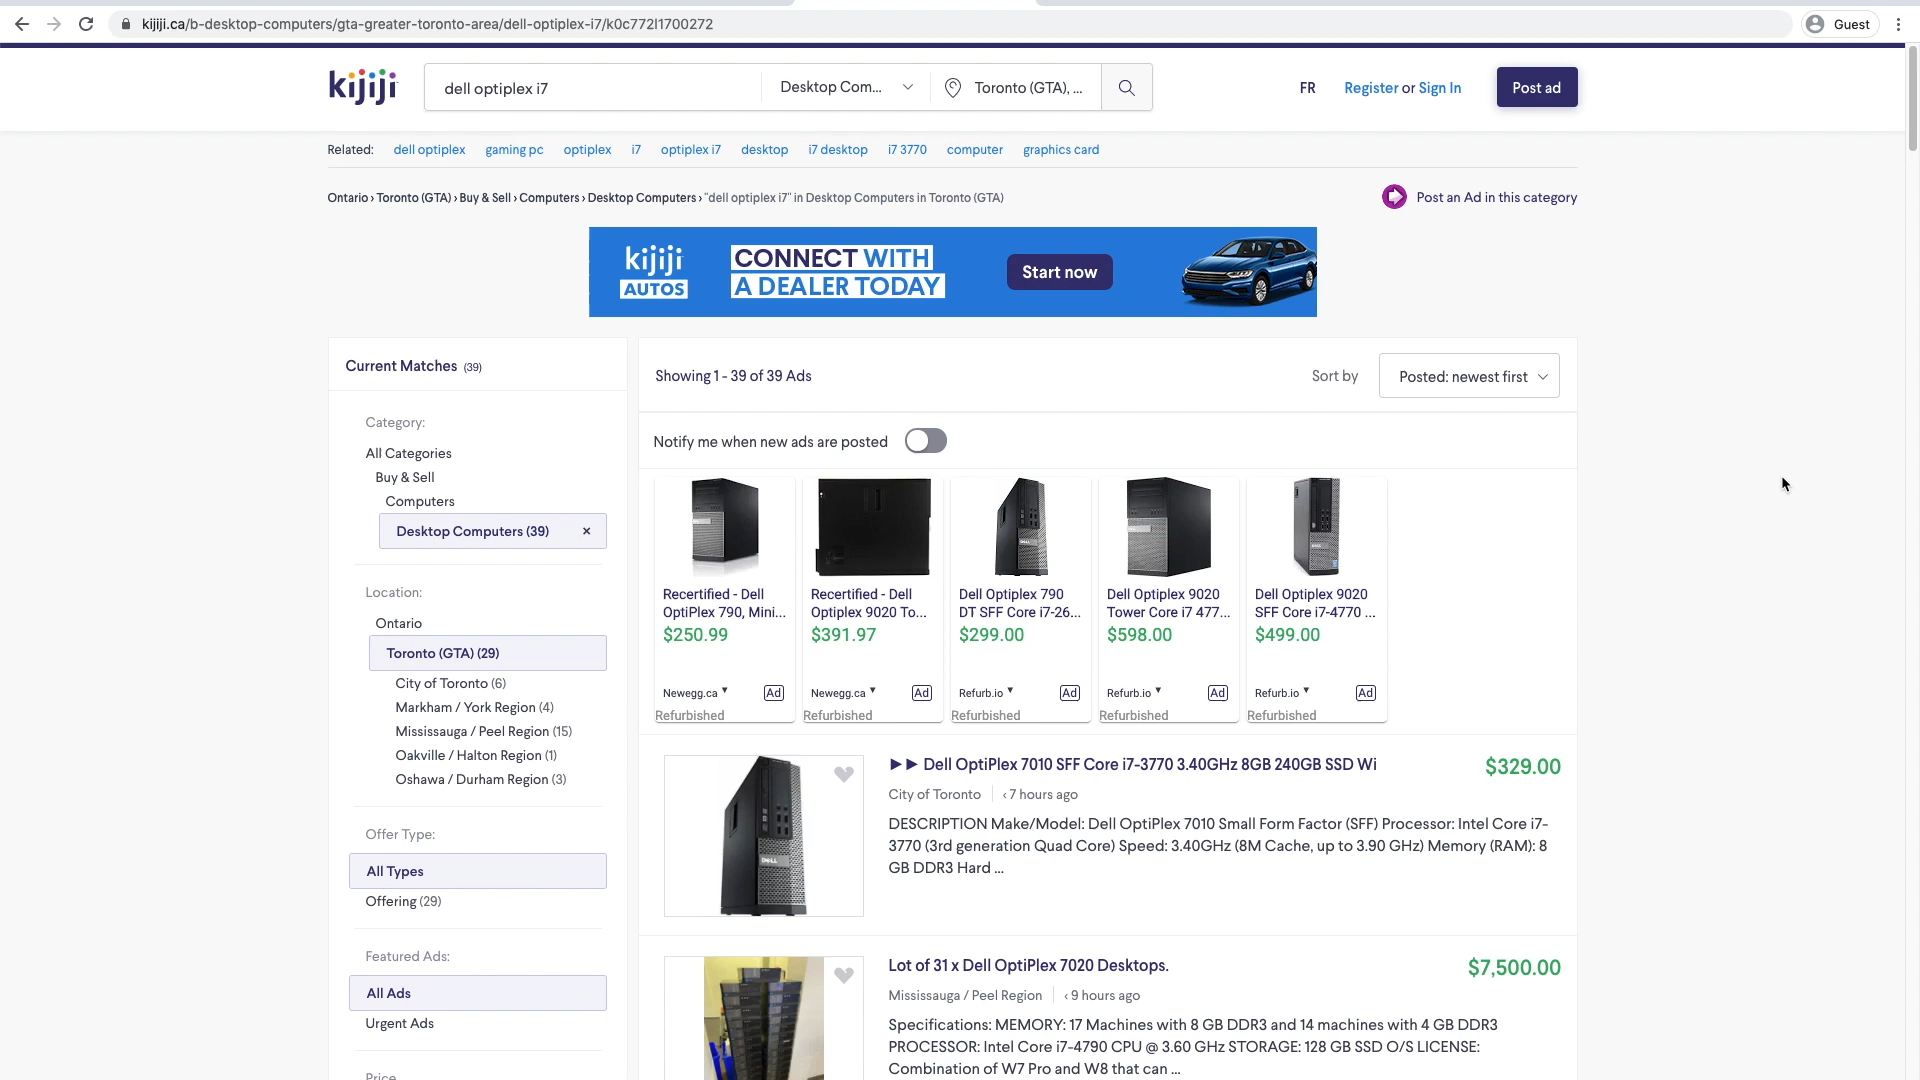 kijiji.ca/b-desktop-computers/gta-greater-toronto-area/dell-optiplex-i7/k0c772l1700272
Guest
kijiji
dell optiplex i7
Desktop Com...
Toronto (GTA), ...
FR
Register or Sign In
Post ad
Related: dell optiplex gaming pc optiplex i7 optiplex i7 desktop i7 desktop i7 3770 computer graphics card
Ontario › Toronto (GTA) › Buy & Sell › Computers › Desktop Computers › "dell optiplex i7" in Desktop Computers in Toronto (GTA)
Post an Ad in this category
kijiji
AUTOS
CONNECT WITH
A DEALER TODAY
Start now
Current Matches (39)
Category:
All Categories
Buy & Sell
Computers
Desktop Computers (39) ×
Location:
Ontario
Toronto (GTA) (29)
City of Toronto (6)
Markham / York Region (4)
Mississauga / Peel Region (15)
Oakville / Halton Region (1)
Oshawa / Durham Region (3)
Offer Type:
All Types
Offering (29)
Featured Ads:
All Ads
Urgent Ads
Price
Showing 1 - 39 of 39 Ads
Sort by
Posted: newest first
Notify me when new ads are posted
Recertified - Dell
OptiPlex 790, Mini...
$250.99
Newegg.ca ▼ Ad
Refurbished
Recertified - Dell
Optiplex 9020 To...
$391.97
Newegg.ca ▼ Ad
Refurbished
Dell Optiplex 790
DT SFF Core i7-26...
$299.00
Refurb.io ▼ Ad
Refurbished
Dell Optiplex 9020
Tower Core i7 477...
$598.00
Refurb.io ▼ Ad
Refurbished
Dell Optiplex 9020
SFF Core i7-4770 ...
$499.00
Refurb.io ▼ Ad
Refurbished
DELL
►► Dell OptiPlex 7010 SFF Core i7-3770 3.40GHz 8GB 240GB SSD Wi
$329.00
City of Toronto
‹ 7 hours ago
DESCRIPTION Make/Model: Dell OptiPlex 7010 Small Form Factor (SFF) Processor: Intel Core i7-
3770 (3rd generation Quad Core) Speed: 3.40GHz (8M Cache, up to 3.90 GHz) Memory (RAM): 8
GB DDR3 Hard ...
Lot of 31 x Dell OptiPlex 7020 Desktops.
$7,500.00
Mississauga / Peel Region
‹ 9 hours ago
Specifications: MEMORY: 17 Machines with 8 GB DDR3 and 14 machines with 4 GB DDR3
PROCESSOR: Intel Core i7-4790 CPU @ 3.60 GHz STORAGE: 128 GB SSD O/S LICENSE:
Combination of W7 Pro and W8 that can ...